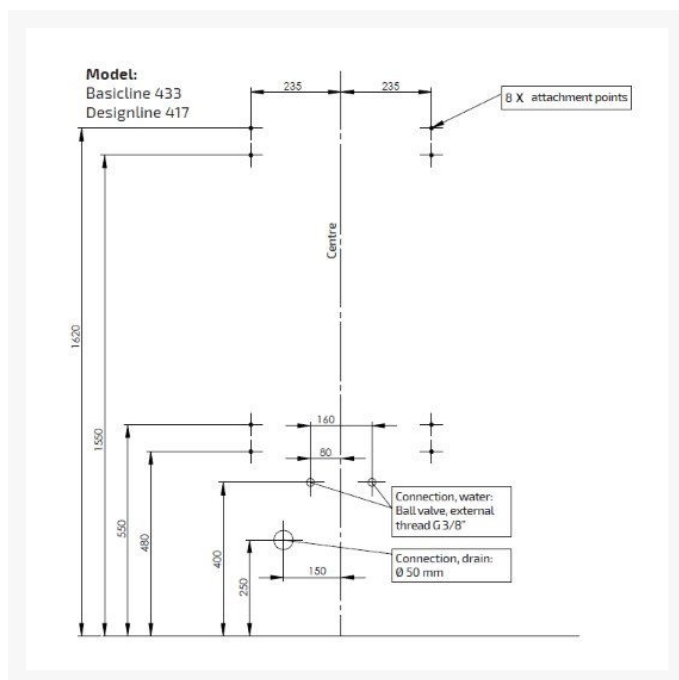 Model:
Basicline 433
Designline 417
235
235
8 X attachment points
Centre
1620
1550
160
80
550
480
400
Connection, water:
Ball valve, external
thread G 3/8"
Connection, drain:
Ø 50 mm
150
250